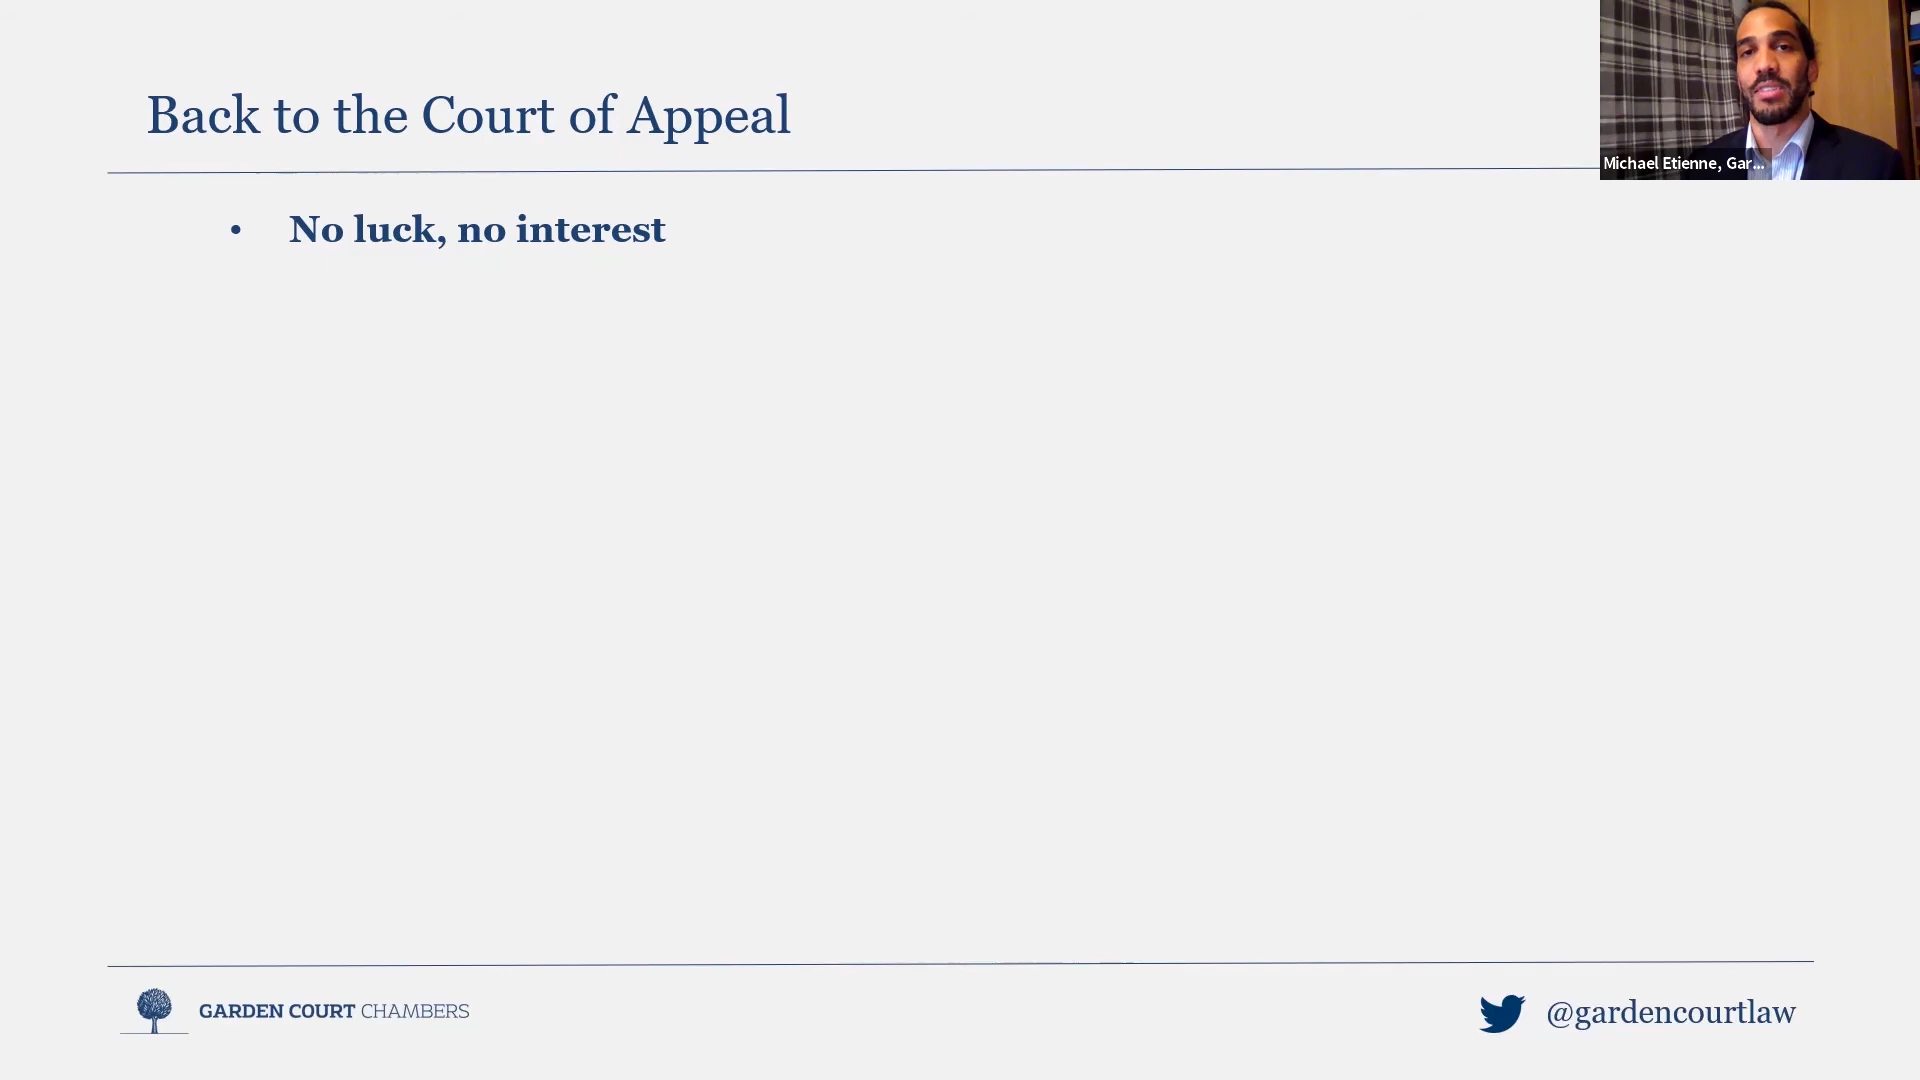 Back to the Court of Appeal
Michael Etienne, Gar...
• No luck, no interest
GARDEN COURT CHAMBERS
@gardencourtlaw